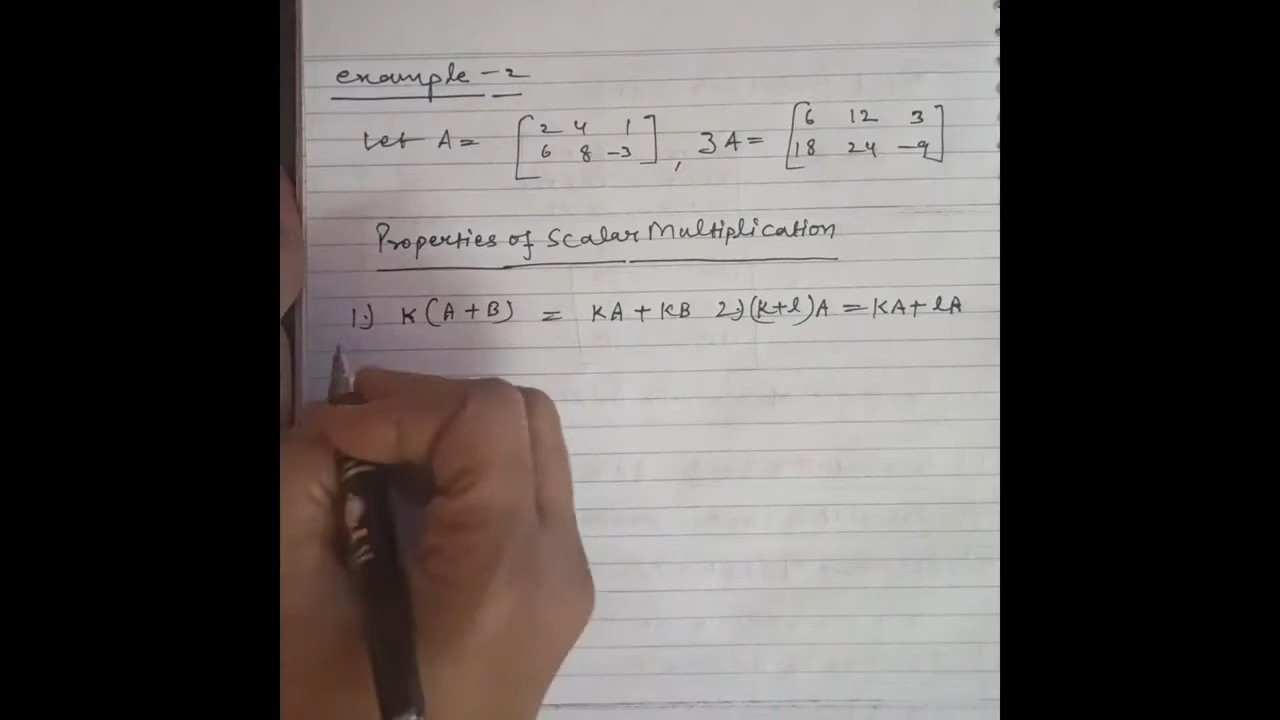 example - 2
Let A = [2 4 1
6 8 -3], 3A = [6 12 3
18 24 -9]
Properties of Scalar Multiplication
1.) K(A+B) = KA + KB 2.) (K+l)A = KA + lA